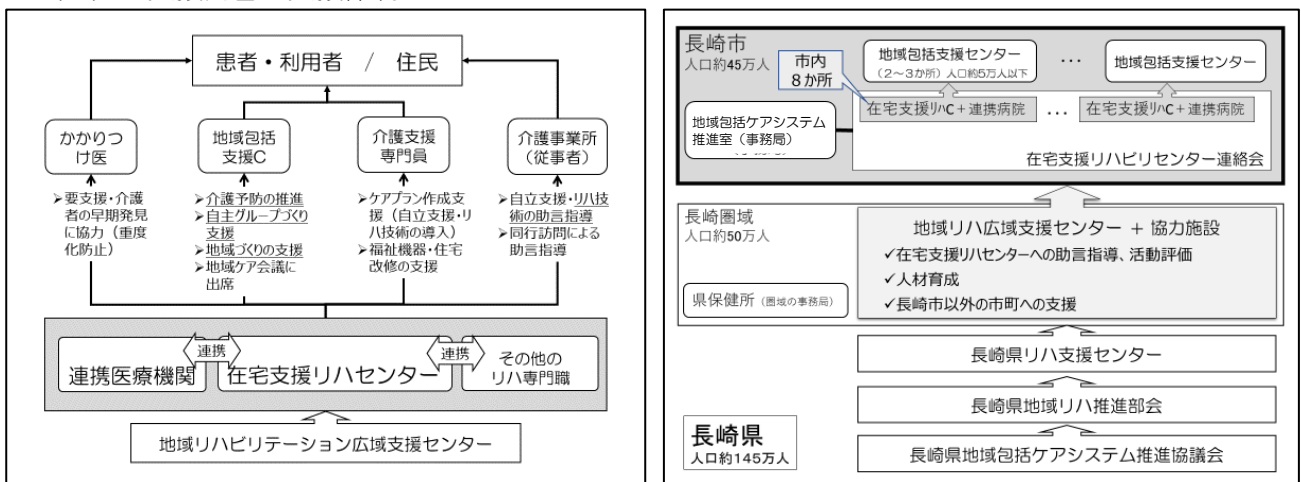 患者・利用者 / 住民
かかりつ
け医
地域包括
支援C
介護支援
専門員
介護事業所
(従事者)
➢要支援・介護
者の早期発見
に協力(重度
化防止)
➢介護予防の推進
➢自主グループづくり
支援
➢地域づくりの支援
➢地域ケア会議に
出席
➢ケアプラン作成支
援(自立支援・リ
ハ技術の導入)
➢福祉機器・住宅
改修の支援
➢自立支援・リハ技
術の助言指導
➢同行訪問による
助言指導
連携医療機関
連携
在宅支援リハセンター
連携
その他の
リハ専門職
地域リハビリテーション広域支援センター
長崎市
人口約45万人
市内
8か所
地域包括支援センター
(2~3か所)人口約5万人以下
…
地域包括支援センター
在宅支援リハC+連携病院
…
在宅支援リハC+連携病院
地域包括ケアシステム
推進室(事務局)
在宅支援リハビリセンター連絡会
長崎圏域
人口約50万人
県保健所(圏域の事務局)
地域リハ広域支援センター + 協力施設
✓在宅支援リハセンターへの助言指導、活動評価
✓人材育成
✓長崎市以外の市町への支援
長崎県リハ支援センター
長崎県地域リハ推進部会
長崎県地域包括ケアシステム推進協議会
長崎県
人口約145万人